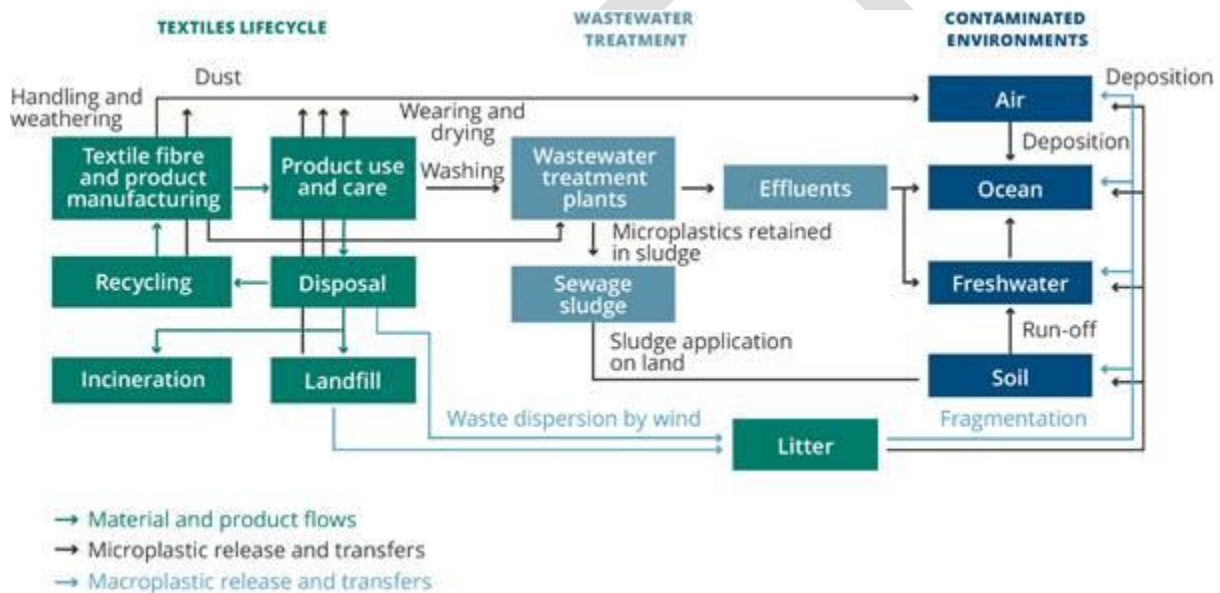 TEXTILES LIFECYCLE
WASTEWATER
TREATMENT
CONTAMINATED
ENVIRONMENTS
Dust
Deposition
Handling and
weathering
Wearing and
drying
Air
Deposition
Textile fibre
and product
manufacturing
Product use
and care
Washing
Wastewater
treatment
plants
Effluents
Ocean
Microplastics retained
in sludge
Recycling
Disposal
Sewage
sludge
Freshwater
Run-off
Sludge application
on land
Incineration
Landfill
Soil
Waste dispersion by wind
Litter
Fragmentation
→ Material and product flows
→ Microplastic release and transfers
→ Macroplastic release and transfers